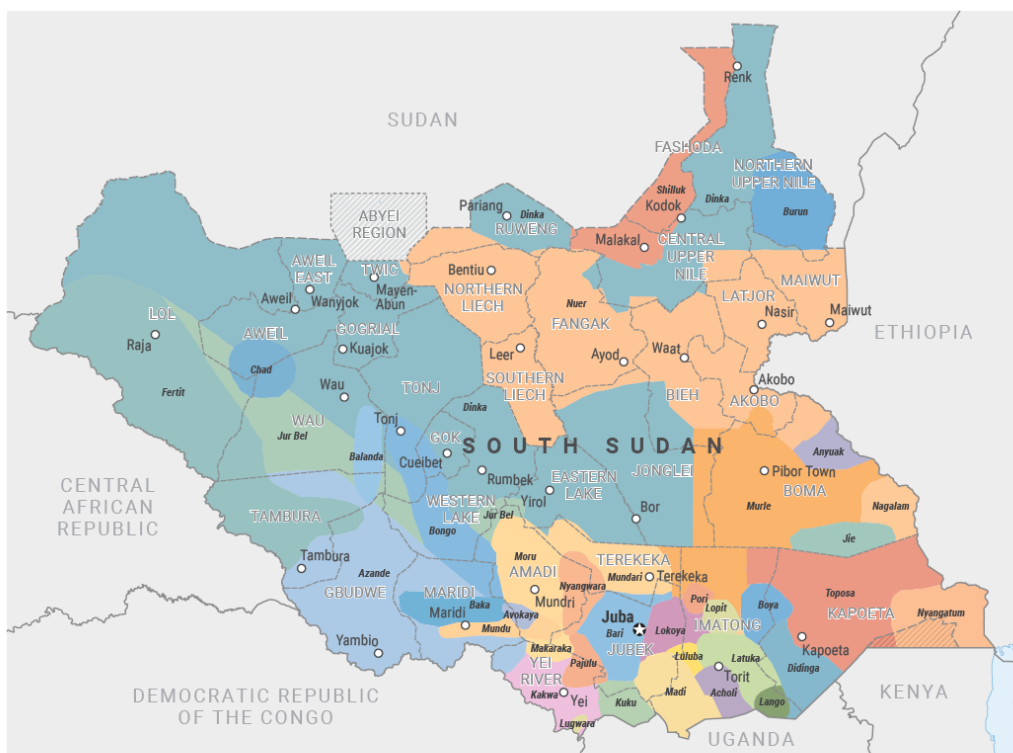 Renk
SUDAN
FASHODA
NORTHERN
UPPER NILE
Shilluk
Dinka
Burun
Kodok
Pariang
Dinka
RUWENG
ABYEI
REGION
Malakal
CENTRAL
UPPER
NILE
AWEIL
EAST
TWIC
Mayen-
Abun
Bentiu
NORTHERN
LIECH
Nuer
FANGAK
MAIWUT
LATJOR
Nasir
Maiwut
Aweil
Wanyjok
LOL
Raja
AWEIL
GOGRIAL
Kuajok
ETHIOPIA
Leer
Ayod
Waat
Chad
Wau
TONJ
SOUTHERN
LIECH
BIEH
Akobo
AKOBO
Fertit
WAU
Jur Bel
Tonj
Dinka
GOK
SOUTH SUDAN
Balanda
Cueibet
Rumbek
Anyuak
JONGLEI
Pibor Town
BOMA
CENTRAL
AFRICAN
REPUBLIC
EASTERN
LAKE
Yirol
WESTERN
LAKE
Jur Bel
Bor
Murle
Nagalam
TAMBURA
Bongo
Jie
Tambura
Azande
GBUDWE
Moru
AMADI
TEREKEKA
Mundari
Terekeka
Nyangwara
Mundri
MARIDI
Baka
Maridi
Avokaya
Mundu
Pori
Lopit
Boya
Toposa
KAPOETA
Nyangatum
Juba
Bari
JUBEK
Lokoya
IMATONG
Yambio
Makaraka
YEI
RIVER
Pajulu
Luluba
Latuka
Torit
Kapoeta
Didinga
Kakwa
Yei
Kuku
Madi
Acholi
Lango
Lugwara
DEMOCRATIC REPUBLIC
OF THE CONGO
UGANDA
KENYA